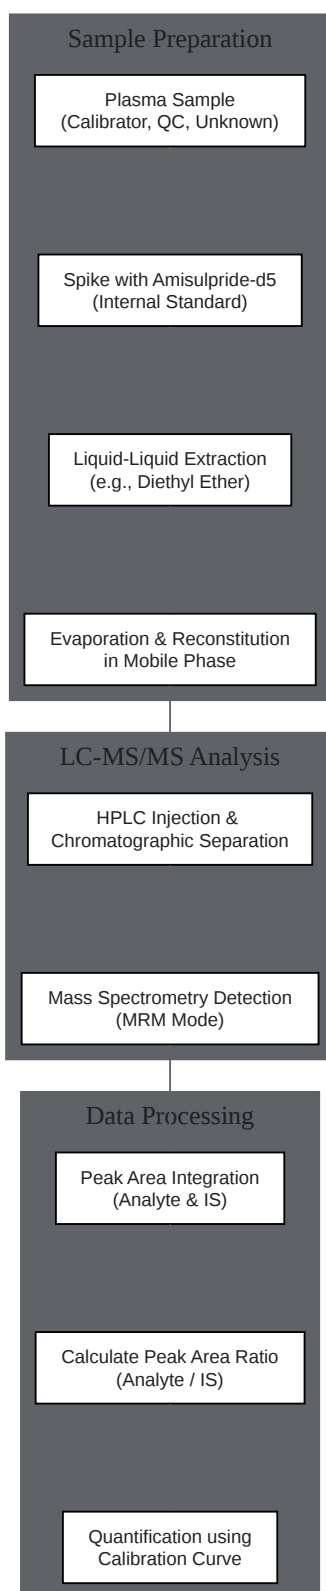 Sample Preparation
Plasma Sample
(Calibrator, QC, Unknown)
Spike with Amisulpride-d5
(Internal Standard)
Liquid-Liquid Extraction
(e.g., Diethyl Ether)
Evaporation & Reconstitution
in Mobile Phase
LC-MS/MS Analysis
HPLC Injection &
Chromatographic Separation
Mass Spectrometry Detection
(MRM Mode)
Data Processing
Peak Area Integration
(Analyte & IS)
Calculate Peak Area Ratio
(Analyte / IS)
Quantification using
Calibration Curve